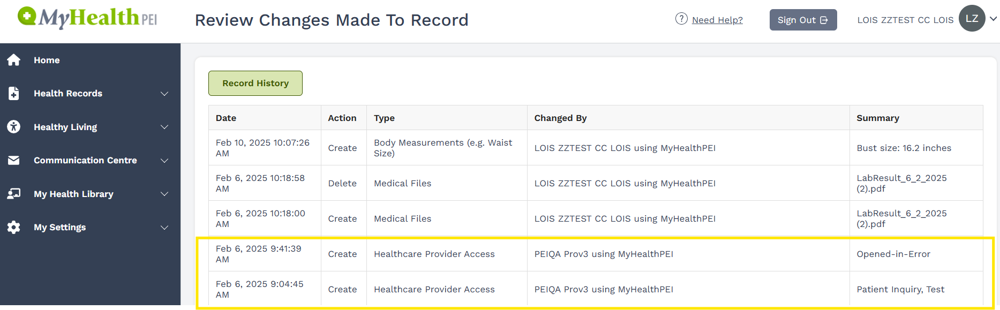 MyHealth PEI
Review Changes Made To Record
? Need Help?
Sign Out
LOIS ZZTEST CC LOIS
LZ
Home
Health Records
Healthy Living
Communication Centre
My Health Library
My Settings
Record History
Date Action Type Changed By Summary
Feb 10, 2025 10:07:26
AM
Create
Body Measurements (e.g. Waist
Size)
LOIS ZZTEST CC LOIS using MyHealthPEI
Bust size: 16.2 inches
Feb 6, 2025 10:18:58
AM
Delete
Medical Files
LOIS ZZTEST CC LOIS using MyHealthPEI
LabResult_6_2_2025
(2).pdf
Feb 6, 2025 10:18:00
AM
Create
Medical Files
LOIS ZZTEST CC LOIS using MyHealthPEI
LabResult_6_2_2025
(2).pdf
Feb 6, 2025 9:41:39
AM
Create
Healthcare Provider Access
PEIQA Prov3 using MyHealthPEI
Opened-in-Error
Feb 6, 2025 9:04:45
AM
Create
Healthcare Provider Access
PEIQA Prov3 using MyHealthPEI
Patient Inquiry, Test